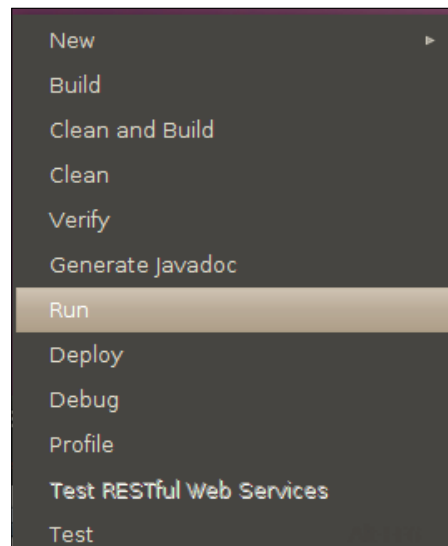 New
Build
Clean and Build
Clean
Verify
Generate Javadoc
Run
Deploy
Debug
Profile
Test RESTful Web Services
Test